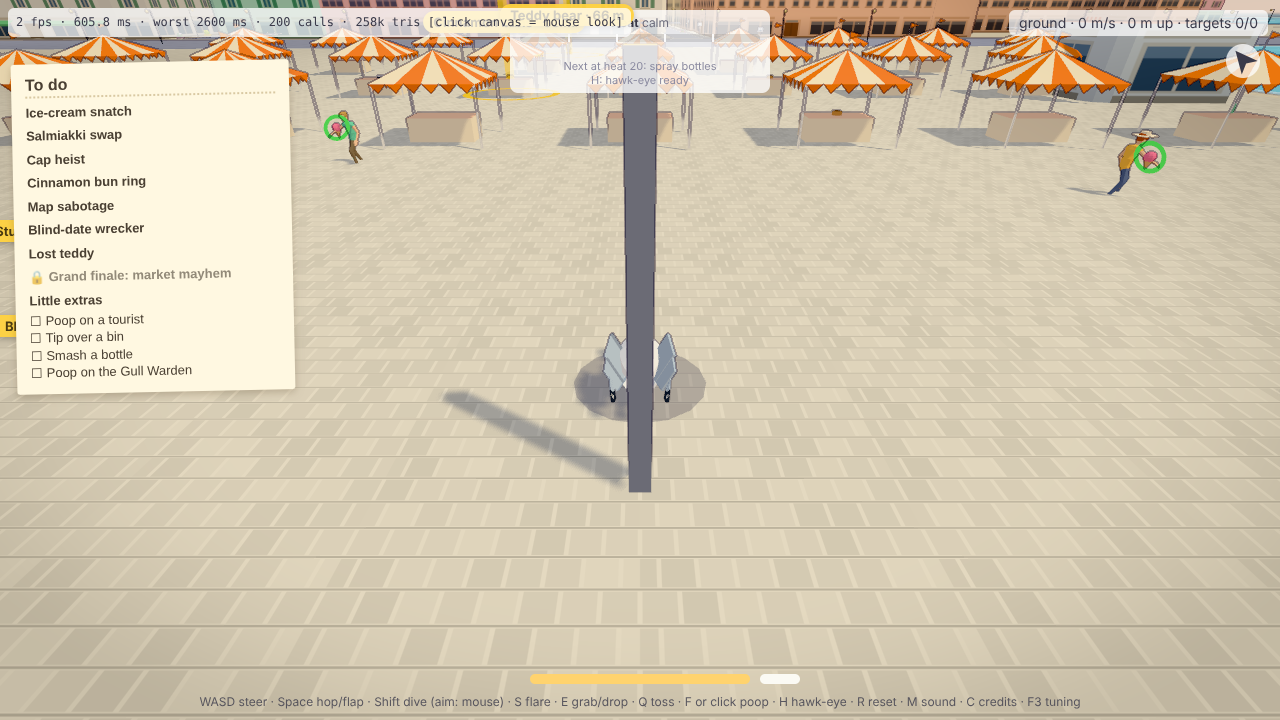 2 fps · 605.8 ms · worst 2600 ms · 200 calls · 258k tris [click canvas = mouse look]
calm
ground · 0 m/s · 0 m up · targets 0/0
Next at heat 20: spray bottles
H: hawk-eye ready
To do
Ice-cream snatch
Salmiakki swap
Cap heist
Cinnamon bun ring
Map sabotage
Blind-date wrecker
Lost teddy
🔒 Grand finale: market mayhem
Little extras
☐ Poop on a tourist
☐ Tip over a bin
☐ Smash a bottle
☐ Poop on the Gull Warden
WASD steer · Space hop/flap · Shift dive (aim: mouse) · S flare · E grab/drop · Q toss · F or click poop · H hawk-eye · R reset · M sound · C credits · F3 tuning